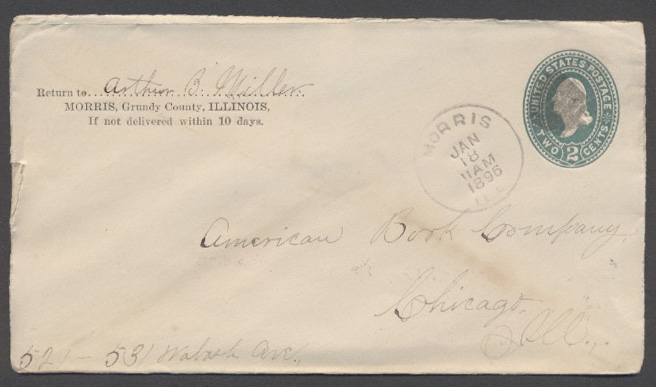 Return to Arthur B. Miller
MORRIS, Grundy County, ILLINOIS,
If not delivered within 10 days.
UNITED STATES POSTAGE
TWO 2 CENTS
MORRIS
JAN
18
11AM
1896
ILL.
American Book Company,
Chicago,
Ill.,
521-531 Wabash Ave.,